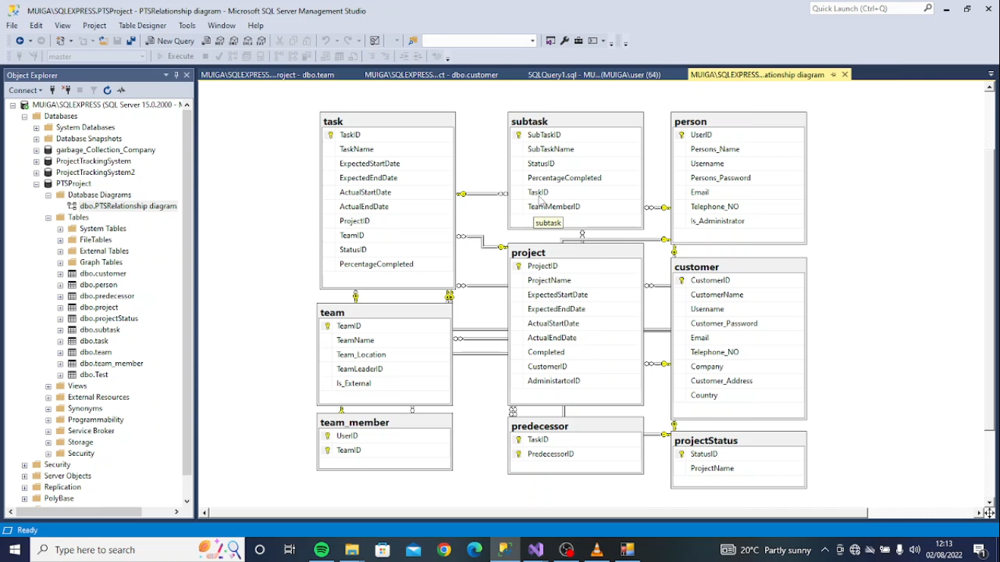 MUIGA\SQLEXPRESS.PTSProject - PTSRelationship diagram - Microsoft SQL Server Management Studio
Quick Launch (Ctrl+Q)
File Edit View Project Table Designer Tools Window Help
New Query
master Execute
Object Explorer
MUIGA\SQLEXPRESS....roject - dbo.team MUIGA\SQLEXPRESS...ct - dbo.customer SQLQuery1.sql - MU...(MUIGA\user (64)) MUIGA\SQLEXPRESS...ationship diagram
Connect
MUIGA\SQLEXPRESS (SQL Server 15.0.2000 - M
Databases
System Databases
Database Snapshots
garbage_Collection_Company
ProjectTrackingSystem
ProjectTrackingSystem2
PTSProject
Database Diagrams
dbo.PTSRelationship diagram
Tables
System Tables
FileTables
External Tables
Graph Tables
dbo.customer
dbo.person
dbo.predecessor
dbo.project
dbo.projectStatus
dbo.subtask
dbo.task
dbo.team
dbo.team_member
dbo.Test
Views
External Resources
Synonyms
Programmability
Service Broker
Storage
Security
Security
Server Objects
Replication
PolyBase
task
TaskID
TaskName
ExpectedStartDate
ExpectedEndDate
ActualStartDate
ActualEndDate
ProjectID
TeamID
StatusID
PercentageCompleted
subtask
SubTaskID
SubTaskName
StatusID
PercentageCompleted
TaskID
TeamMemberID
subtask
person
UserID
Persons_Name
Username
Persons_Password
Email
Telephone_NO
Is_Administrator
team
TeamID
TeamName
Team_Location
TeamLeaderID
Is_External
project
ProjectID
ProjectName
ExpectedStartDate
ExpectedEndDate
ActualStartDate
ActualEndDate
Completed
CustomerID
AdministartorID
customer
CustomerID
CustomerName
Username
Customer_Password
Email
Telephone_NO
Company
Customer_Address
Country
team_member
UserID
TeamID
predecessor
TaskID
PredecessorID
projectStatus
StatusID
ProjectName
Ready
Type here to search
20°C Partly sunny
12:13
02/08/2022
1